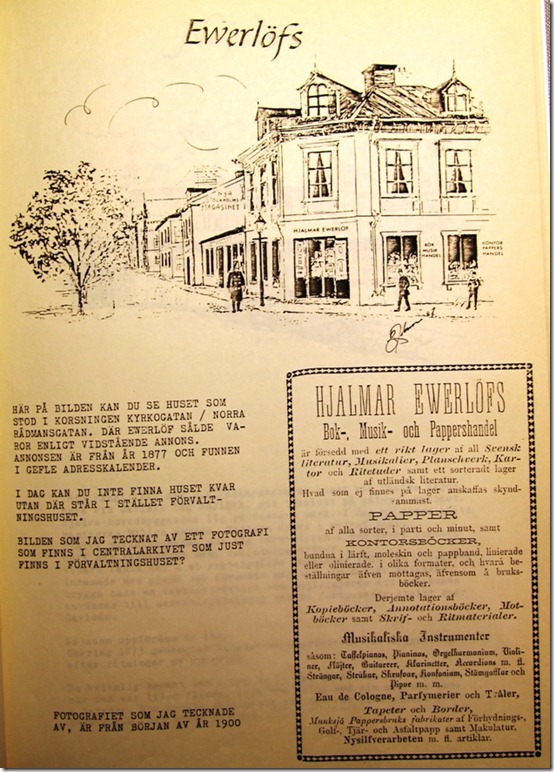 Ewerlöfs
MAGASINET
HJALMAR EWERLÖF
BOK
MUSIK
HANDEL
KONTOR
PAPPERS
HANDEL
HÄR PÅ BILDEN KAN DU SE HUSET SOM
STOD I KORSNINGEN KYRKOGATAN / NORRA
RÅDMANSGATAN. DÄR EWERLÖF SÅLDE VA-
ROR ENLIGT VIDSTÅENDE ANNONS.
ANNONSEN ÄR FRÅN ÅR 1877 OCH FUNNEN
I GEFLE ADRESSKALENDER.
I DAG KAN DU INTE FINNA HUSET KVAR
UTAN DÄR STÅR I STÄLLET FÖRVALT-
NINGSHUSET.
BILDEN SOM JAG TECKNAT AV ETT FOTOGRAFI
SOM FINNS I CENTRALARKIVET SOM JUST
FINNS I FÖRVALTNINGSHUSET?
FOTOGRAFIET SOM JAG TECKNADE
AV, ÄR FRÅN BÖRJAN AV ÅR 1900
HJALMAR EWERLÖFS
Bok-, Musik- och Pappershandel
är försedd med ett rikt lager af all Svensk
literatur, Musikalier, Planschverk, Kar-
tor och Ritetuder samt ett sorteradt lager
af utländsk literatur.
Hvad som ej finnes på lager anskaffas skynd-
sammast.
PAPPER
af alla sorter, i parti och minut, samt
KONTORSBÖCKER,
bundna i lärft, moleskin och pappband, linierade
eller olinierade, i olika formater, och hvarå be-
ställningar äfven mottagas, äfvensom å bruks-
böcker.
Derjemte lager af
Kopieböcker, Annotationsböcker, Mot-
böcker samt Skrif- och Ritmaterialer.
Musikaliska Instrumenter
såsom: Taffelpianos, Pianinos, Orgelharmonium, Violi-
ner, Flöjter, Guitarrer, Klarinetter, Accordions m. fl.
Strängar, Stråkar, Skrufvar, Konfonium, Stämgafflar och
Pipor m. m.
Eau de Cologne, Parfymerier och Tvålar,
Tapeter och Border,
Munksjö Pappersbruks fabrikater af Förhydnings-,
Golf-, Tjär- och Asfaltpapp samt Makulatur.
Nysilfverarbeten m. fl. artiklar.